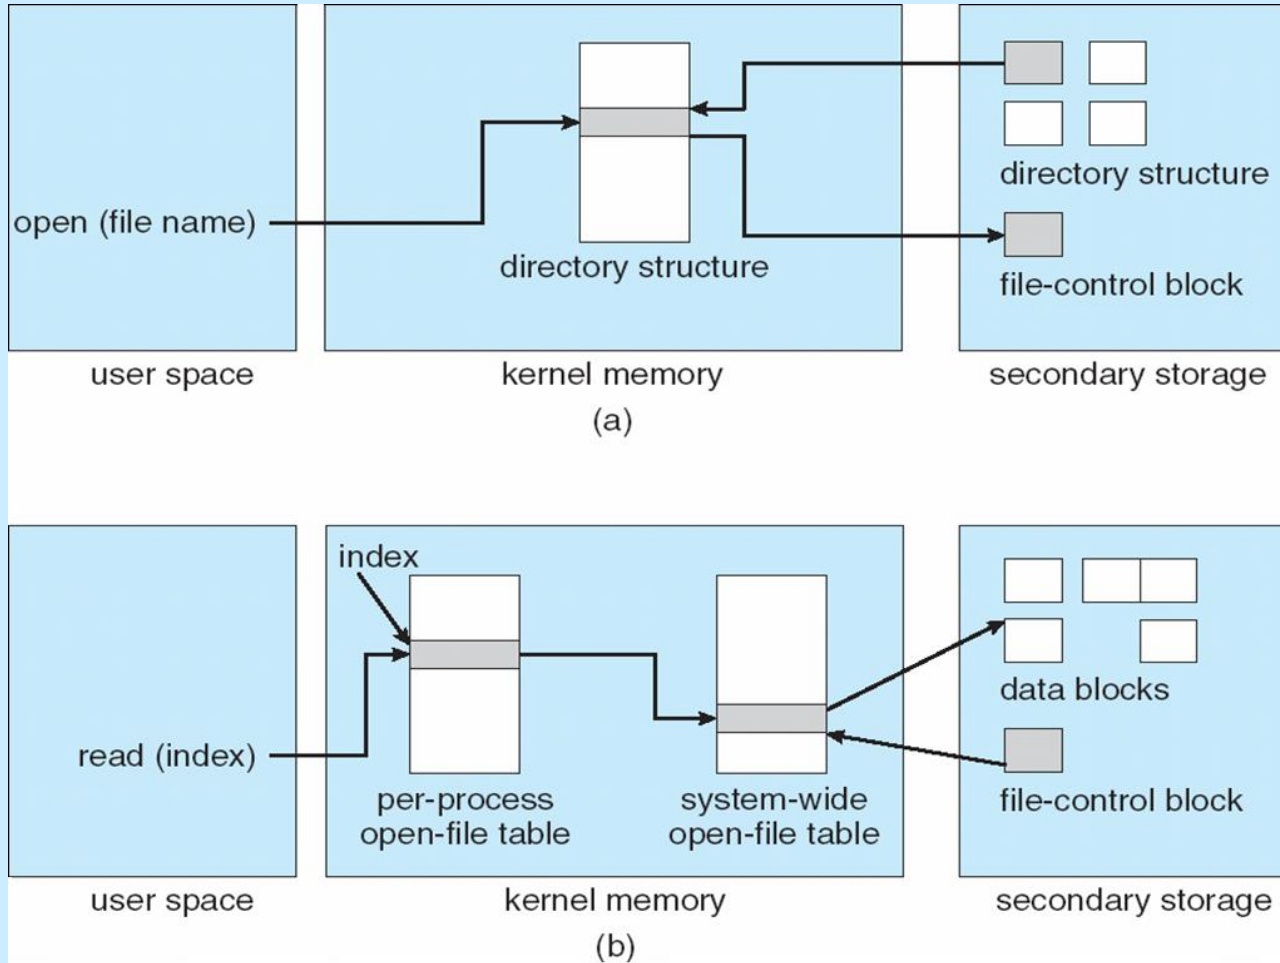 open (file name)
directory structure
directory structure
file-control block
user space
kernel memory
secondary storage
(a)
index
read (index)
per-process
open-file table
system-wide
open-file table
data blocks
file-control block
user space
kernel memory
secondary storage
(b)